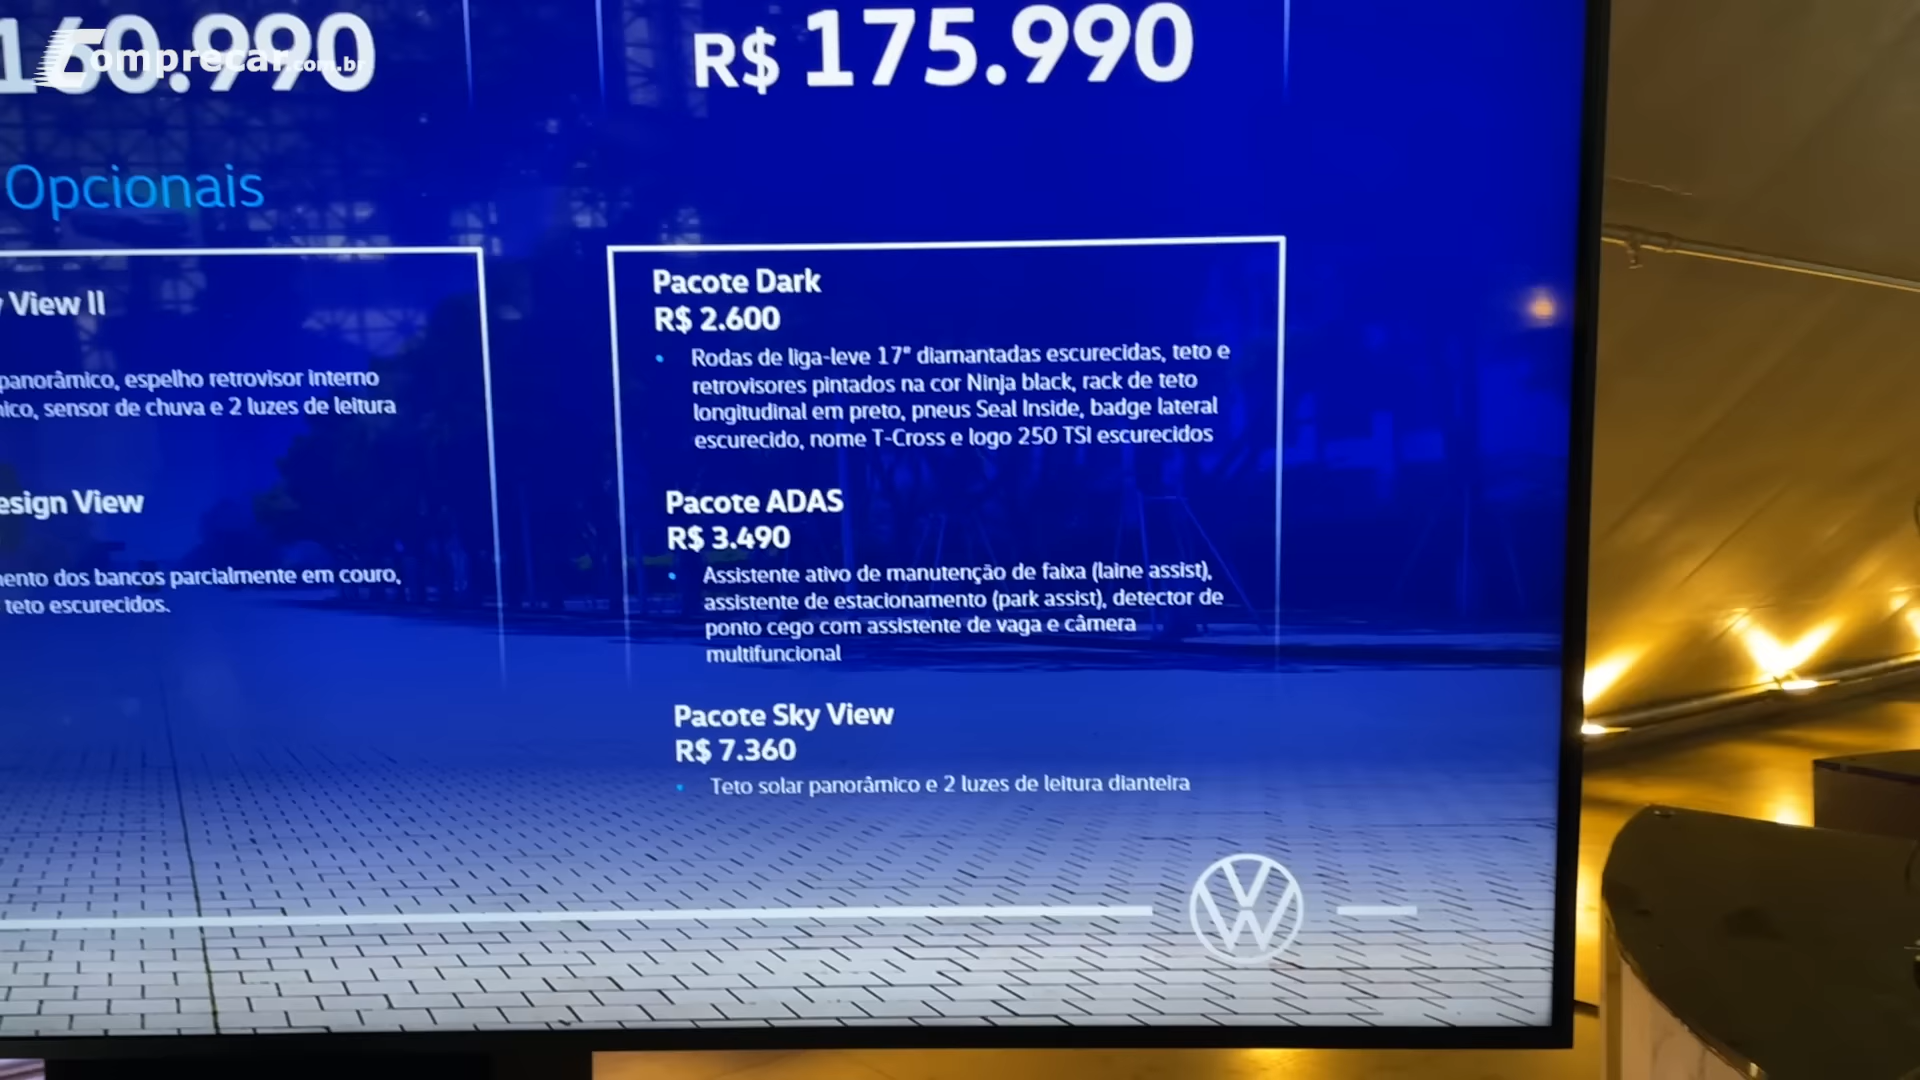 160.990
Comprecar.com.br
R$ 175.990
Opcionais
View II
panorâmico, espelho retrovisor interno
sensor de chuva e 2 luzes de leitura
View
dos bancos parcialmente em couro,
teto escurecidos.
Pacote Dark
R$ 2.600
• Rodas de liga-leve 17" diamantadas escurecidas, teto e
retrovisores pintados na cor Ninja black, rack de teto
longitudinal em preto, pneus Seal Inside, badge lateral
escurecido, nome T-Cross e logo 250 TSI escurecidos
Pacote ADAS
R$ 3.490
• Assistente ativo de manutenção de faixa (laine assist),
assistente de estacionamento (park assist), detector de
ponto cego com assistente de vaga e câmera
multifuncional
Pacote Sky View
R$ 7.360
• Teto solar panorâmico e 2 luzes de leitura dianteira